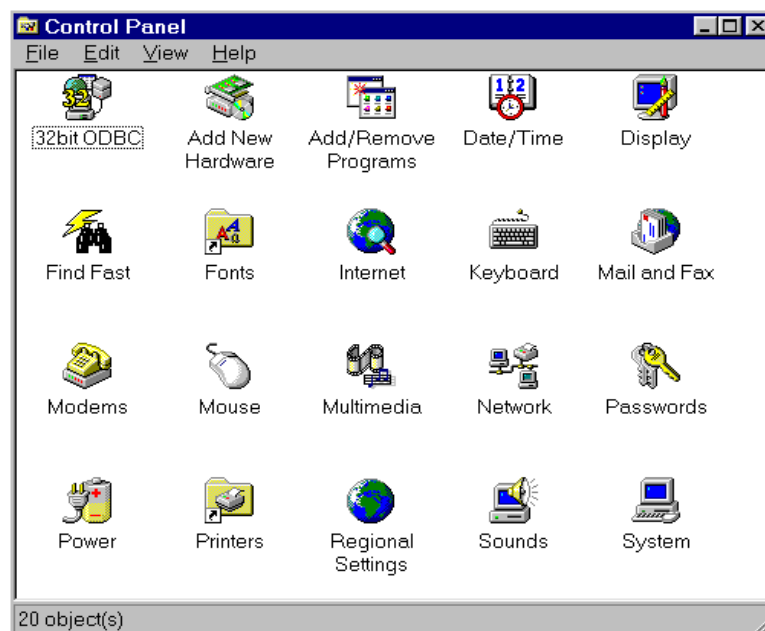 Control Panel
File Edit View Help
32bit ODBC
Add New
Hardware
Add/Remove
Programs
Date/Time
Display
Find Fast
Fonts
Internet
Keyboard
Mail and Fax
Modems
Mouse
Multimedia
Network
Passwords
Power
Printers
Regional
Settings
Sounds
System
20 object(s)